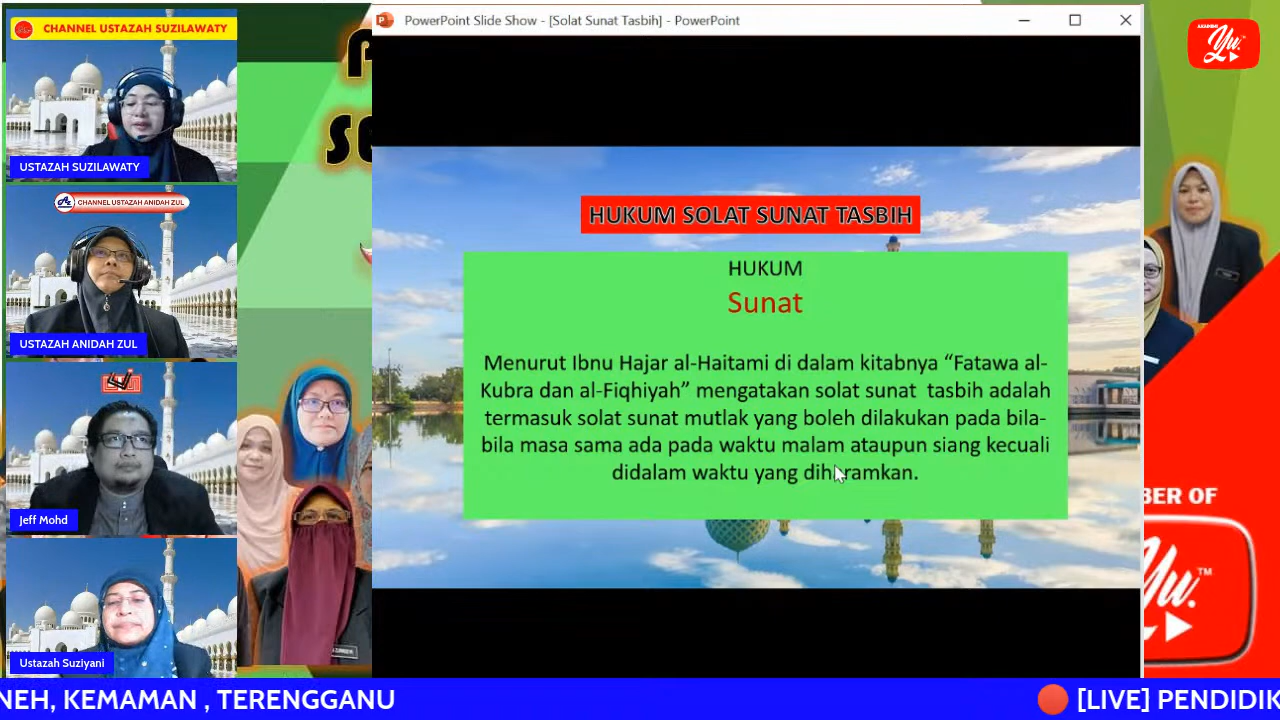 CHANNEL USTAZAH SUZILAWATY
USTAZAH SUZILAWATY
CHANNEL USTAZAH ANIDAH ZUL
USTAZAH ANIDAH ZUL
Jeff Mohd
Ustazah Suziyani
PowerPoint Slide Show - [Solat Sunat Tasbih] - PowerPoint
HUKUM SOLAT SUNAT TASBIH
HUKUM
Sunat
Menurut Ibnu Hajar al-Haitami di dalam kitabnya “Fatawa al-
Kubra dan al-Fiqhiyah” mengatakan solat sunat tasbih adalah
termasuk solat sunat mutlak yang boleh dilakukan pada bila-
bila masa sama ada pada waktu malam ataupun siang kecuali
didalam waktu yang diharamkan.
AKADEMI
Yu.
BER OF
Yu.
TM
NEH, KEMAMAN , TERENGGANU
[LIVE] PENDIDIK